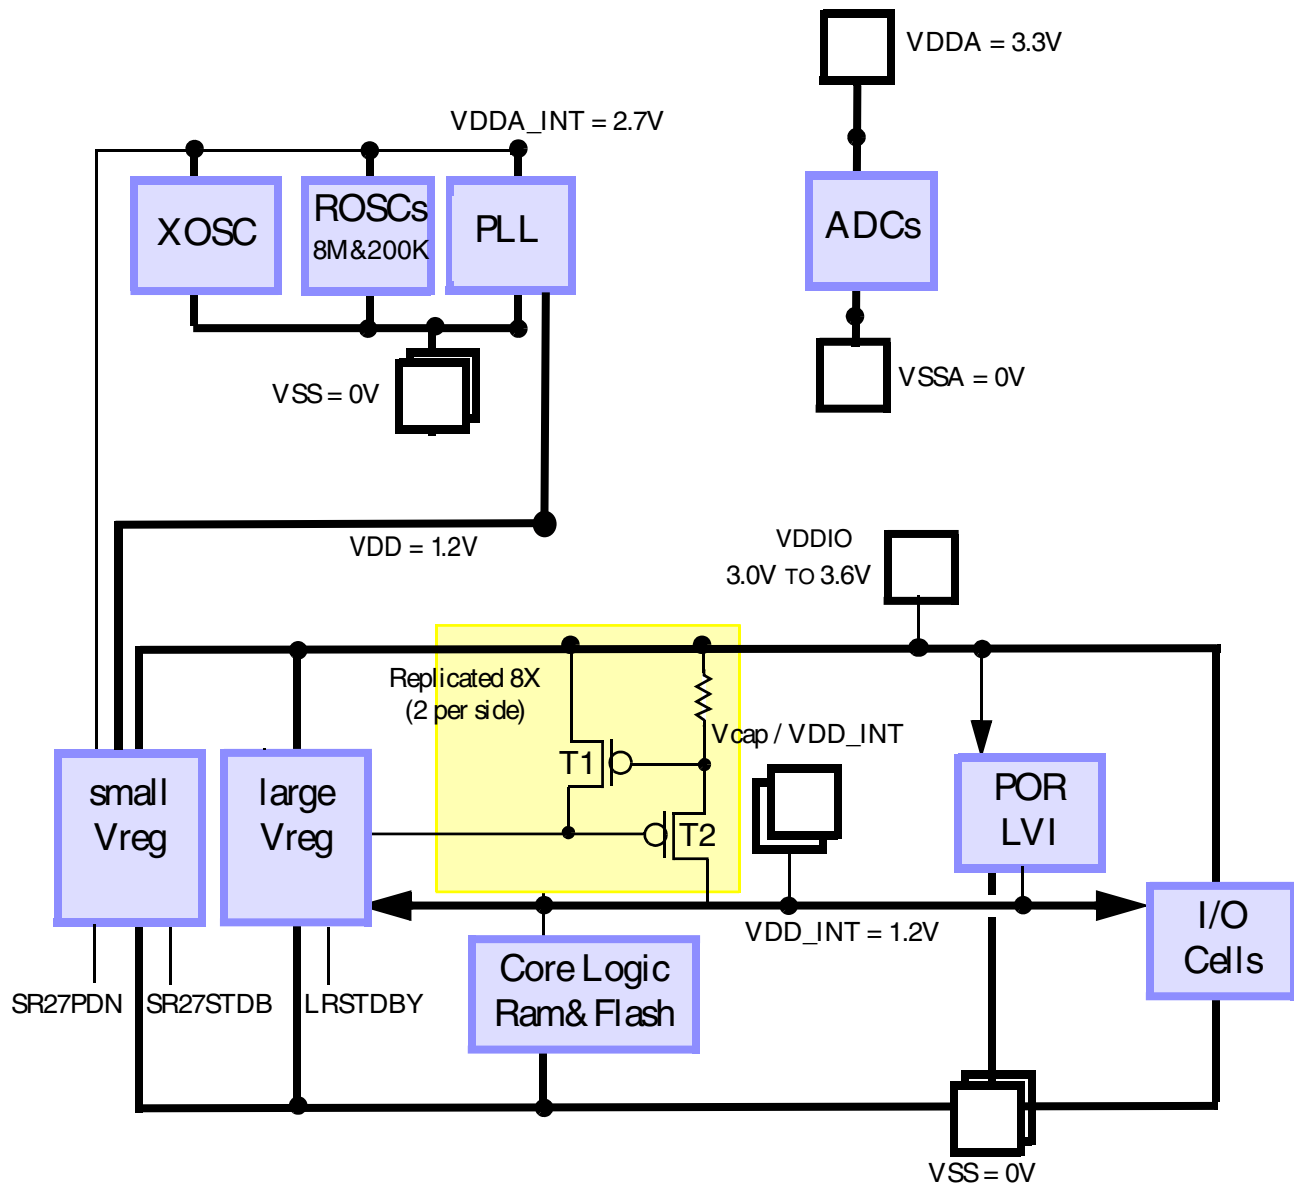 VDDA = 3.3V
VDDA_INT = 2.7V
XOSC
ROSCs
8M&200K
PLL
ADCs
VSS = 0V
VSSA = 0V
VDD = 1.2V
VDDIO
3.0V TO 3.6V
Replicated 8X
(2 per side)
Vcap / VDD_INT
T1
T2
small
Vreg
large
Vreg
POR
LVI
VDD_INT = 1.2V
I/O
Cells
Core Logic
Ram& Flash
SR27PDN
SR27STDB
LRSTDBY
VSS = 0V